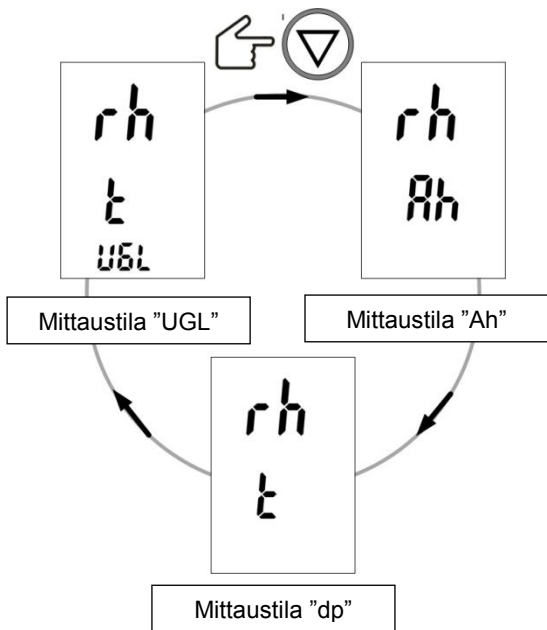 rh
t
UGL
Mittaustila ”UGL”
rh
Ah
Mittaustila ”Ah”
rh
t
Mittaustila ”dp”